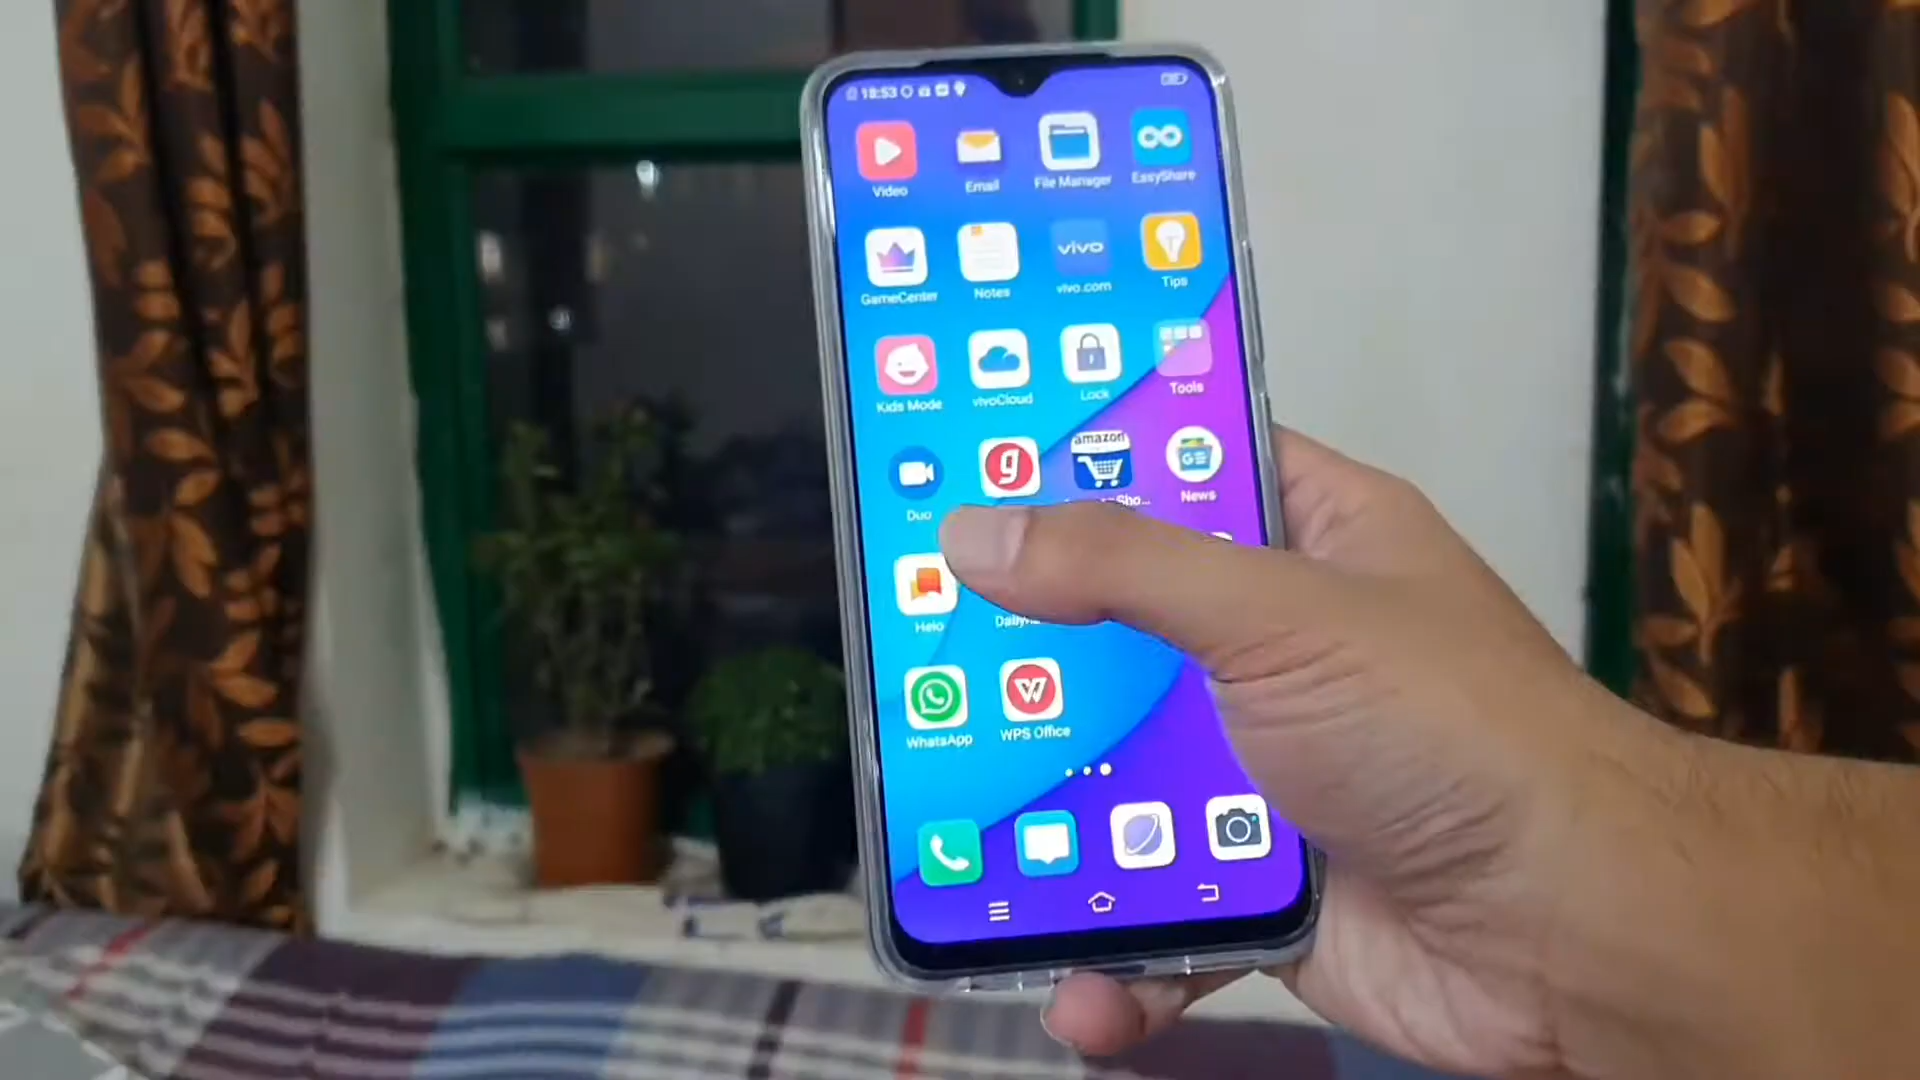 18:53
Video
Email
File Manager
EasyShare
vivo
GameCenter
Notes
vivo.com
Tips
Kids Mode
vivoCloud
Lock
Tools
amazon
g
GE
Duo
News
Helo
WhatsApp
W
WPS Office